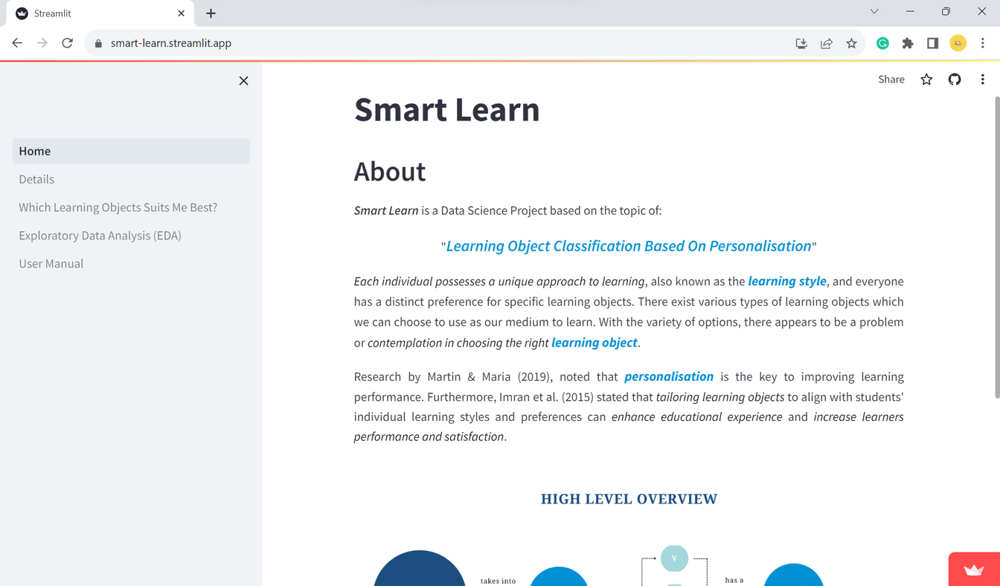 Streamlit
smart-learn.streamlit.app
Share
Home
Details
Which Learning Objects Suits Me Best?
Exploratory Data Analysis (EDA)
User Manual
Smart Learn
About
Smart Learn is a Data Science Project based on the topic of:
"Learning Object Classification Based On Personalisation"
Each individual possesses a unique approach to learning, also known as the learning style, and everyone
has a distinct preference for specific learning objects. There exist various types of learning objects which
we can choose to use as our medium to learn. With the variety of options, there appears to be a problem
or contemplation in choosing the right learning object.
Research by Martin & Maria (2019), noted that personalisation is the key to improving learning
performance. Furthermore, Imran et al. (2015) stated that tailoring learning objects to align with students'
individual learning styles and preferences can enhance educational experience and increase learners
performance and satisfaction.
HIGH LEVEL OVERVIEW
V
takes into
has a